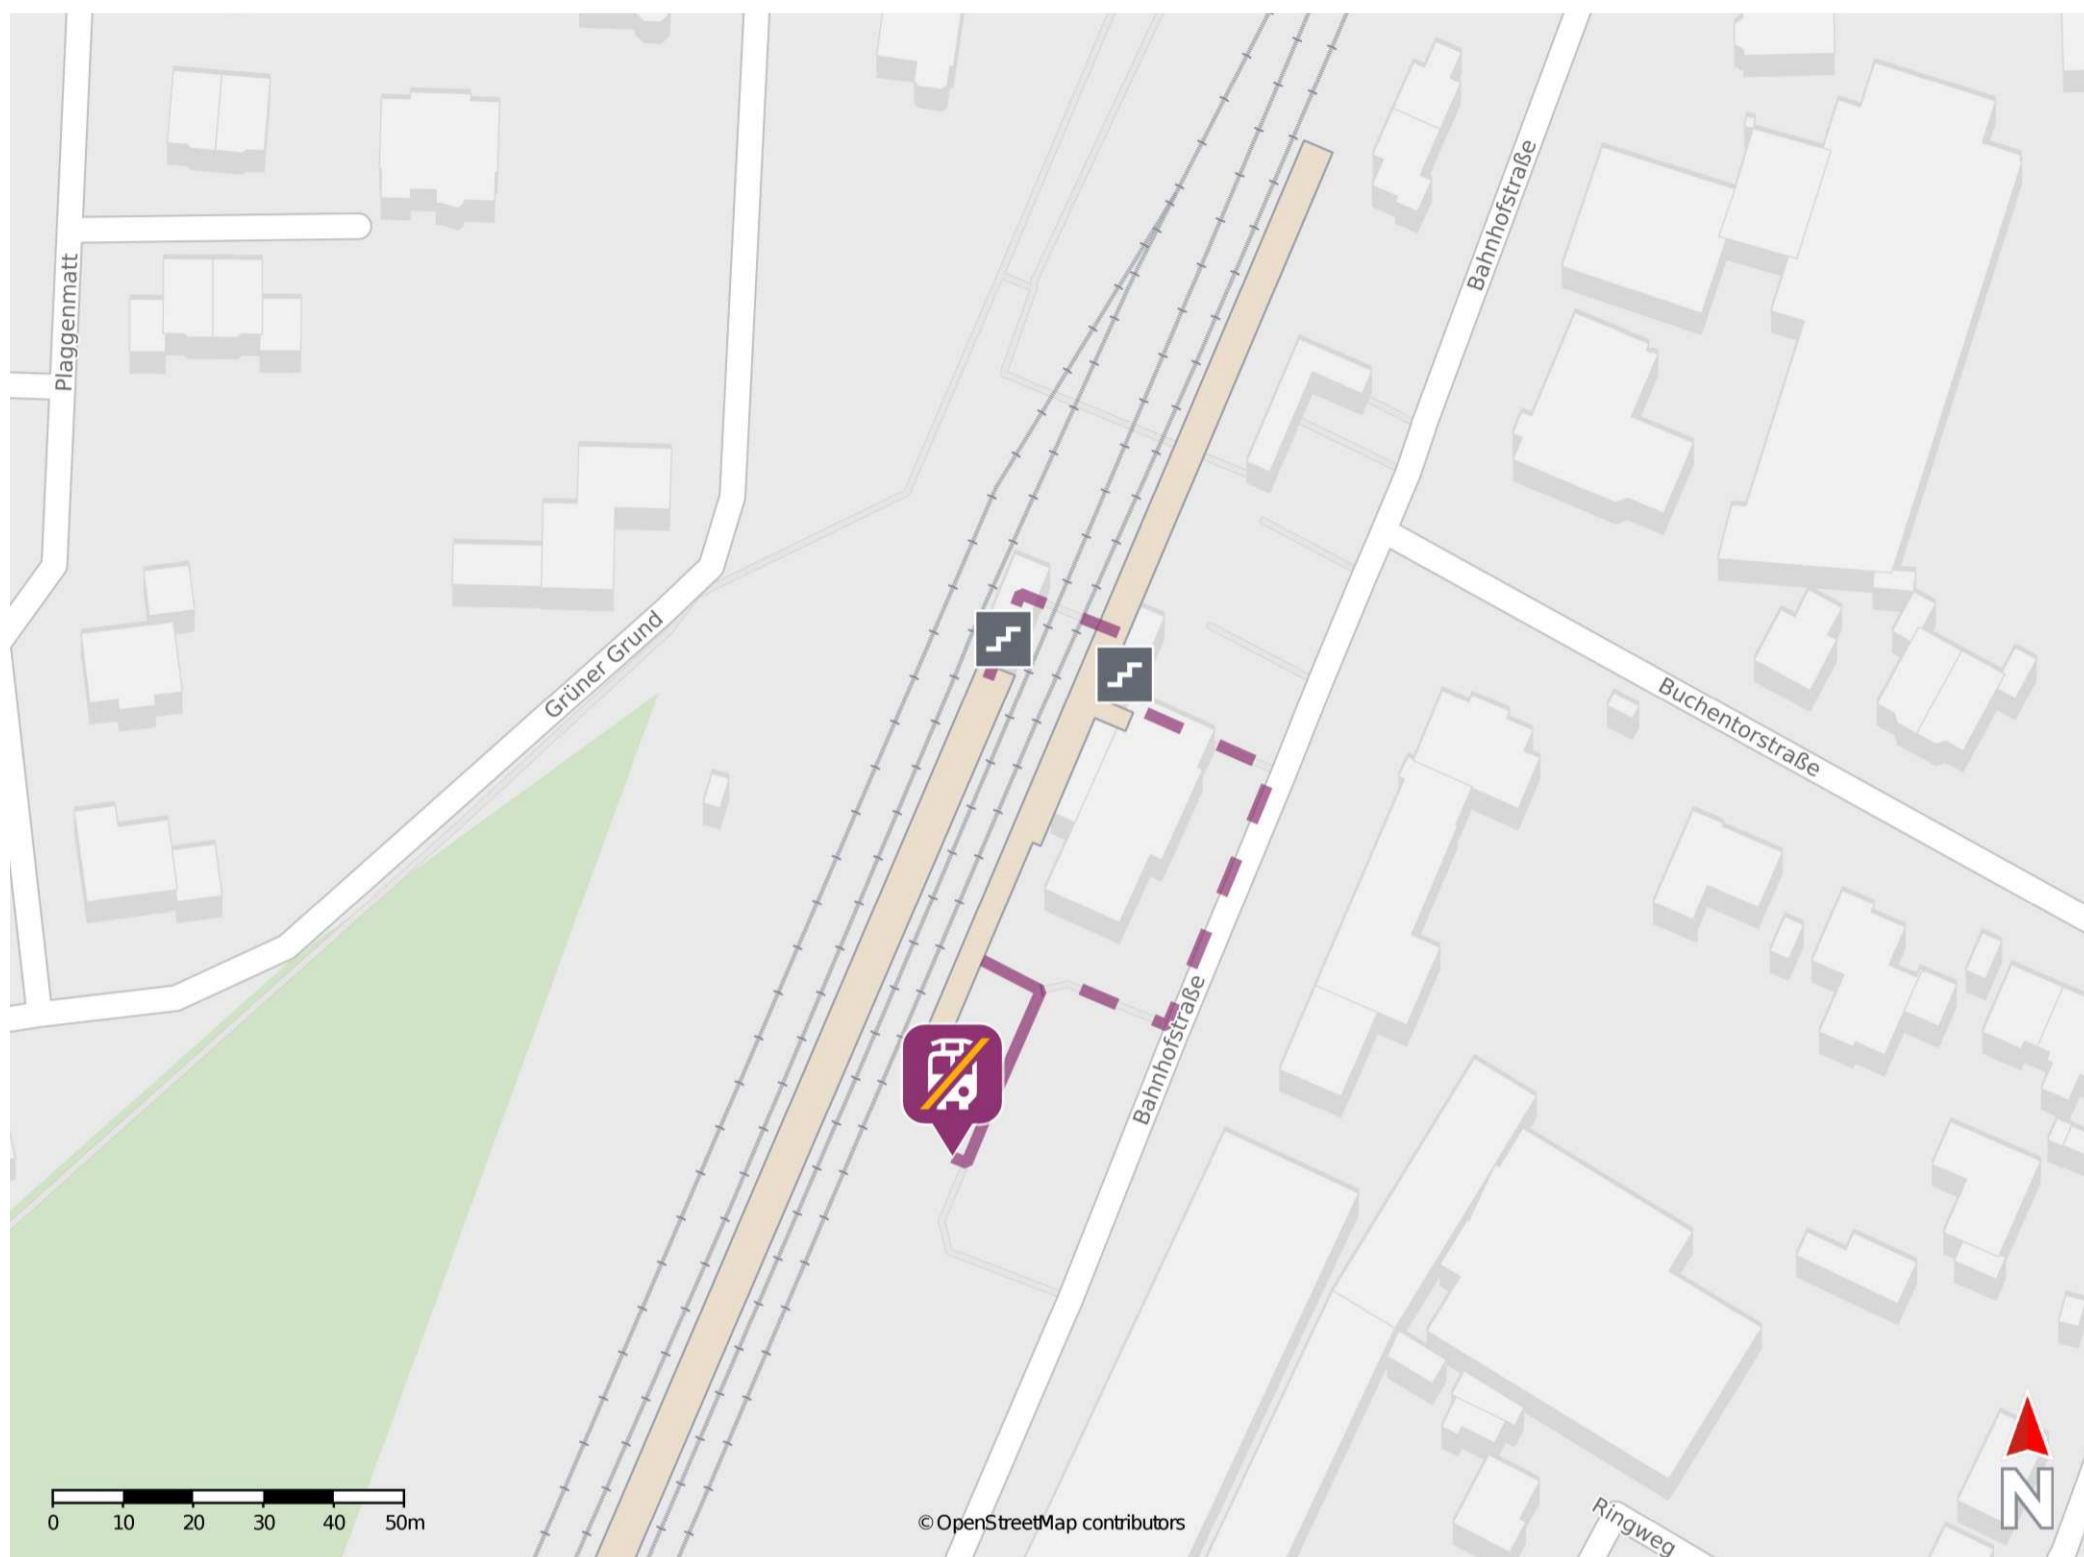 Bahnhofstraße
Plaggenmatt
Grüner Grund
Buchentorstraße
Bahnhofstraße
0 10 20 30 40 50m
© OpenStreetMap contributors
Ringweg
N